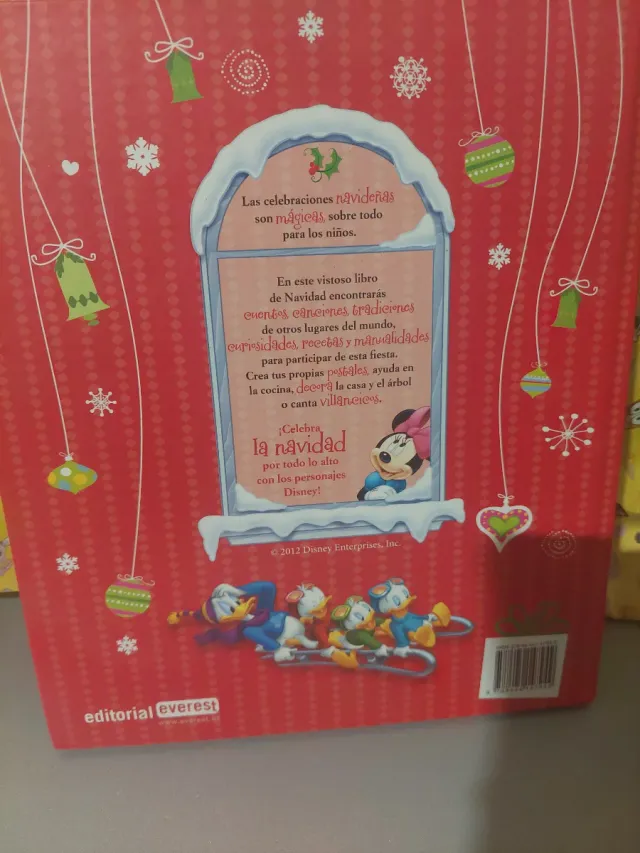 Las celebraciones navideñas
son mágicas, sobre todo
para los niños.
En este vistoso libro
de Navidad encontrarás
cuentos, canciones, tradiciones
de otros lugares del mundo,
curiosidades, recetas y manualidades
para participar de esta fiesta.
Crea tus propias postales, ayuda en
la cocina, decora la casa y el árbol
o canta villancicos.
¡Celebra
la navidad
por todo lo alto
con los personajes
Disney!
© 2012 Disney Enterprises, Inc.
editorial everest
www.everest.es